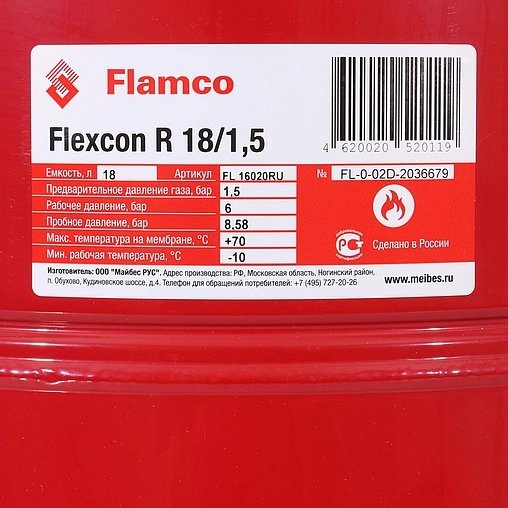 Flamco
Flexcon R 18/1,5
4 620020 520119
Емкость, л 18 Артикул FL 16020RU № FL-0-02D-2036679
Предварительное давление газа, бар 1,5
Рабочее давление, бар 6
Пробное давление, бар 8,58
Макс. температура на мембране, °C +70
Мин. рабочая температура, °C -10
РСТ
Сделано в России
Изготовитель: ООО "Майбес РУС". Адрес производства: РФ, Московская область, Ногинский район,
п. Обухово, Кудиновское шоссе, д.4. Телефон для обращений потребителей: +7 (495) 727-20-26
www.meibes.ru